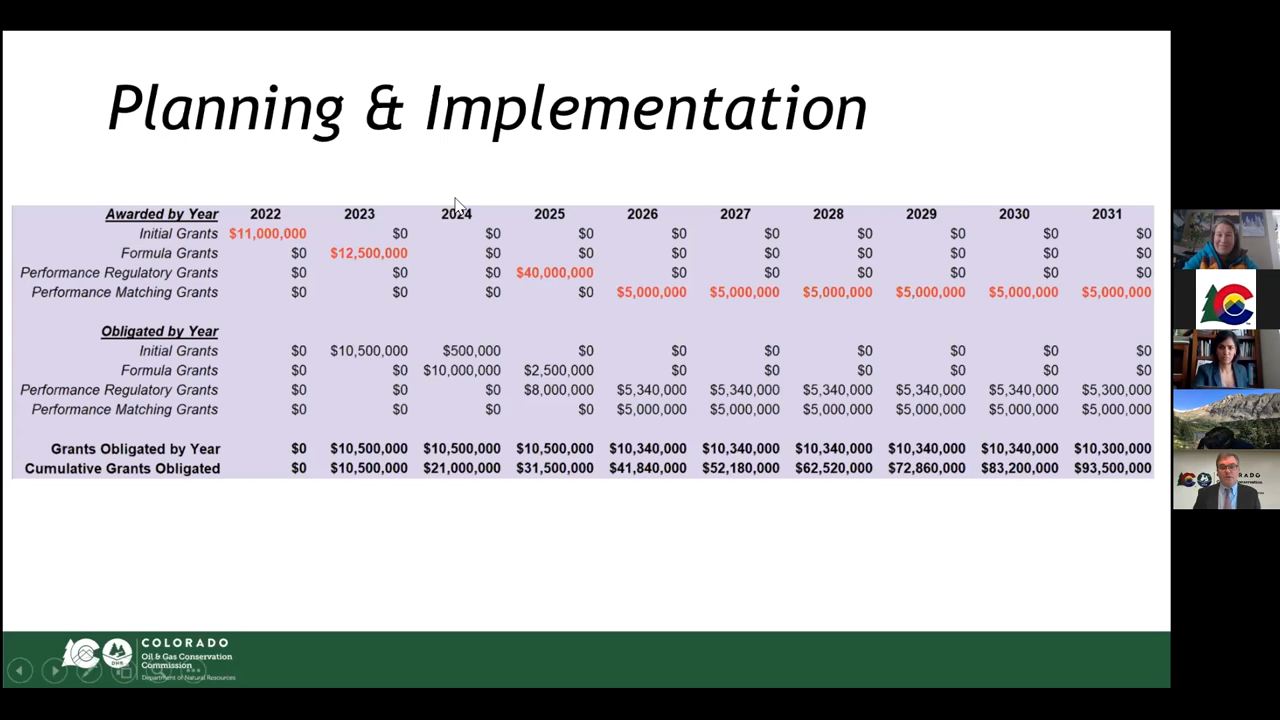 Planning & Implementation
Awarded by Year 2022 2023 2024 2025 2026 2027 2028 2029 2030 2031
Initial Grants $11,000,000 $0 $0 $0 $0 $0 $0 $0 $0 $0
Formula Grants $0 $12,500,000 $0 $0 $0 $0 $0 $0 $0 $0
Performance Regulatory Grants $0 $0 $0 $40,000,000 $0 $0 $0 $0 $0 $0
Performance Matching Grants $0 $0 $0 $0 $5,000,000 $5,000,000 $5,000,000 $5,000,000 $5,000,000 $5,000,000
Obligated by Year
Initial Grants $0 $10,500,000 $500,000 $0 $0 $0 $0 $0 $0 $0
Formula Grants $0 $0 $10,000,000 $2,500,000 $0 $0 $0 $0 $0 $0
Performance Regulatory Grants $0 $0 $0 $8,000,000 $5,340,000 $5,340,000 $5,340,000 $5,340,000 $5,340,000 $5,300,000
Performance Matching Grants $0 $0 $0 $0 $5,000,000 $5,000,000 $5,000,000 $5,000,000 $5,000,000 $5,000,000
Grants Obligated by Year $0 $10,500,000 $10,500,000 $10,500,000 $10,340,000 $10,340,000 $10,340,000 $10,340,000 $10,340,000 $10,300,000
Cumulative Grants Obligated $0 $10,500,000 $21,000,000 $31,500,000 $41,840,000 $52,180,000 $62,520,000 $72,860,000 $83,200,000 $93,500,000
COLORADO
Oil & Gas Conservation
Commission
Department of Natural Resources
DNR